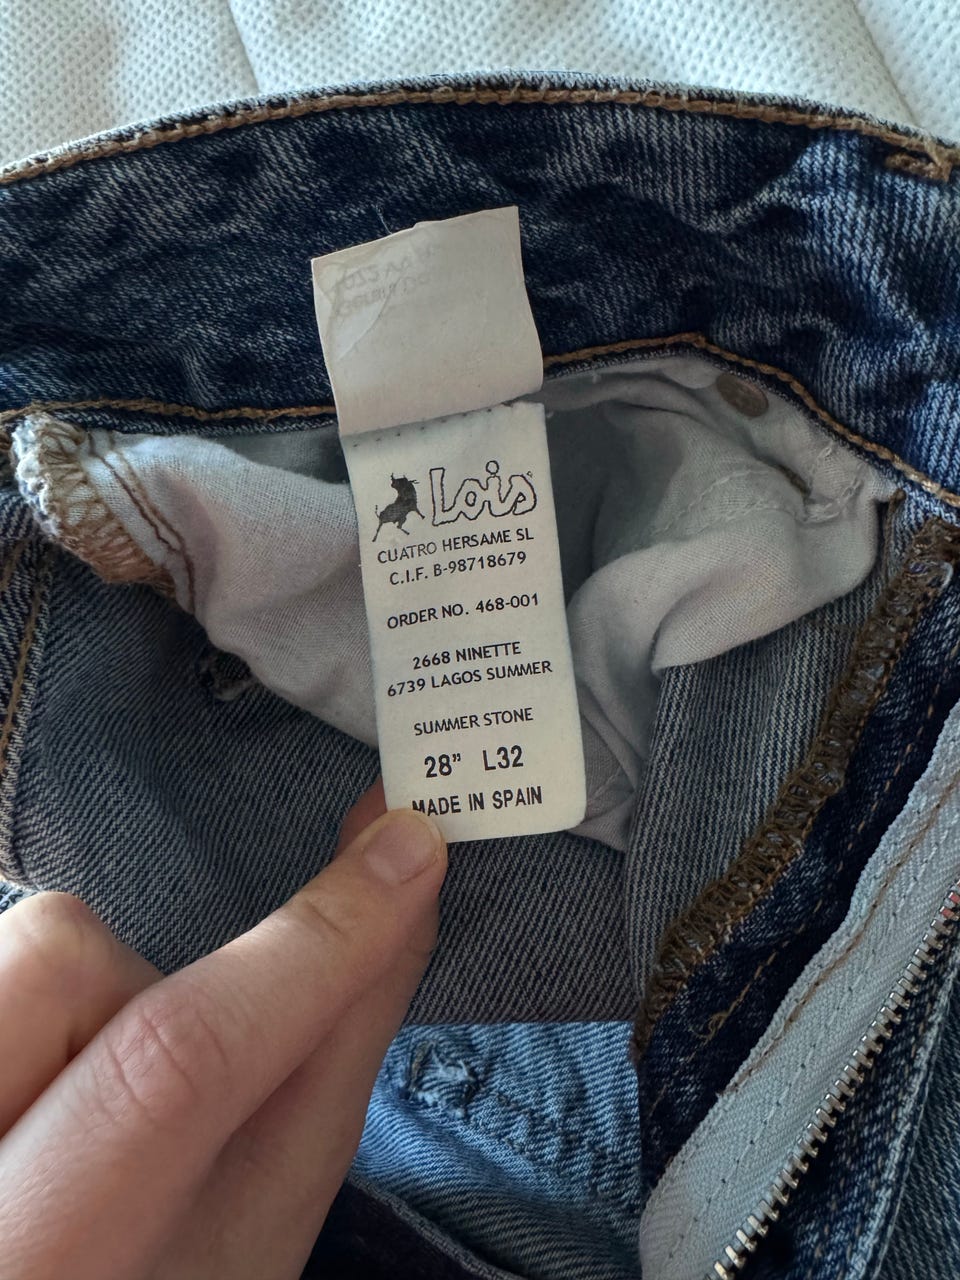 Lois
CUATRO HERSAME SL
C.I.F. B-98718679
ORDER NO. 468-001
2668 NINETTE
6739 LAGOS SUMMER
SUMMER STONE
28” L32
MADE IN SPAIN